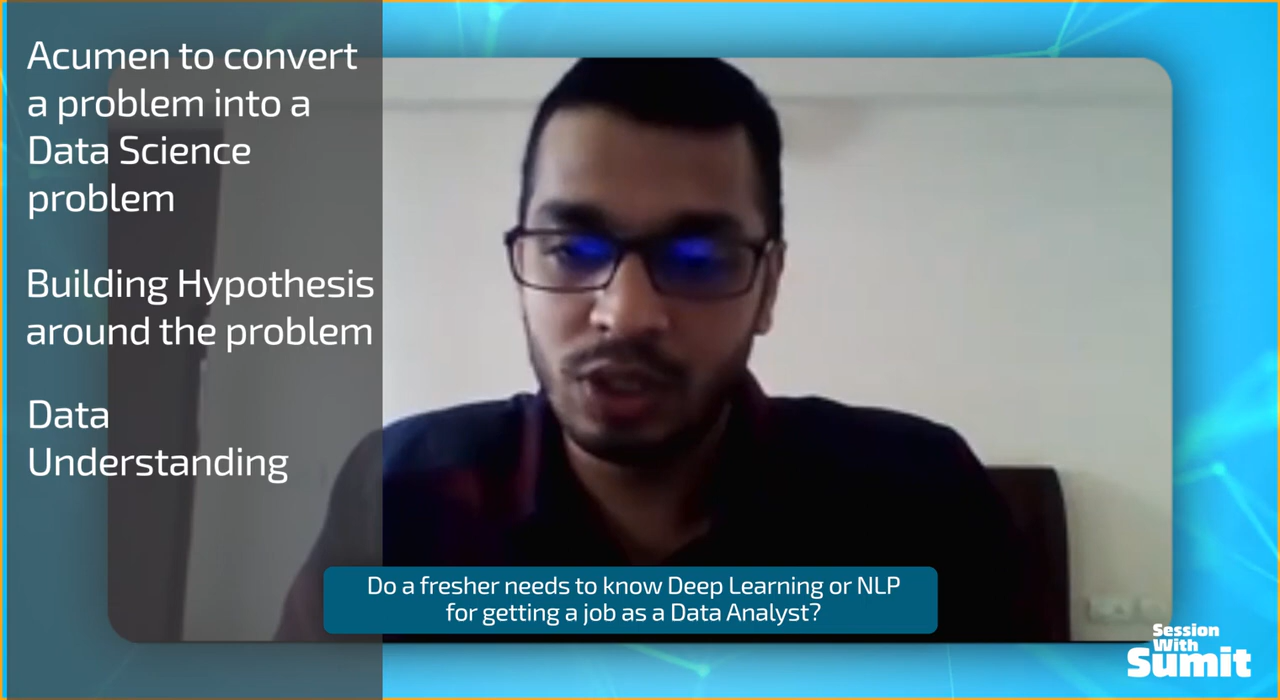 Acumen to convert
a problem into a
Data Science
problem
Building Hypothesis
around the problem
Data
Understanding
Do a fresher needs to know Deep Learning or NLP
for getting a job as a Data Analyst?
Session
With
Sumit